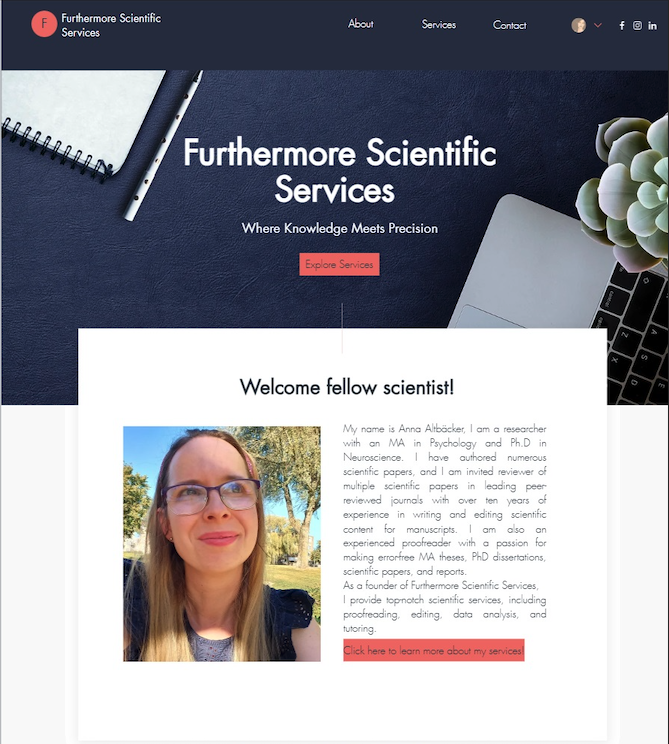 F
Furthermore Scientific
Services
About
Services
Contact
Furthermore Scientific
Services
Where Knowledge Meets Precision
Explore Services
Welcome fellow scientist!
My name is Anna Altbäcker, I am a researcher
with an MA in Psychology and Ph.D in
Neuroscience. I have authored numerous
scientific papers, and I am invited reviewer of
multiple scientific papers in leading peer-
reviewed journals with over ten years of
experience in writing and editing scientific
content for manuscripts. I am also an
experienced proofreader with a passion for
making error-free MA theses, PhD dissertations,
scientific papers, and reports.
As a founder of Furthermore Scientific Services,
I provide top-notch scientific services, including
proofreading, editing, data analysis, and
tutoring.
Click here to learn more about my services!